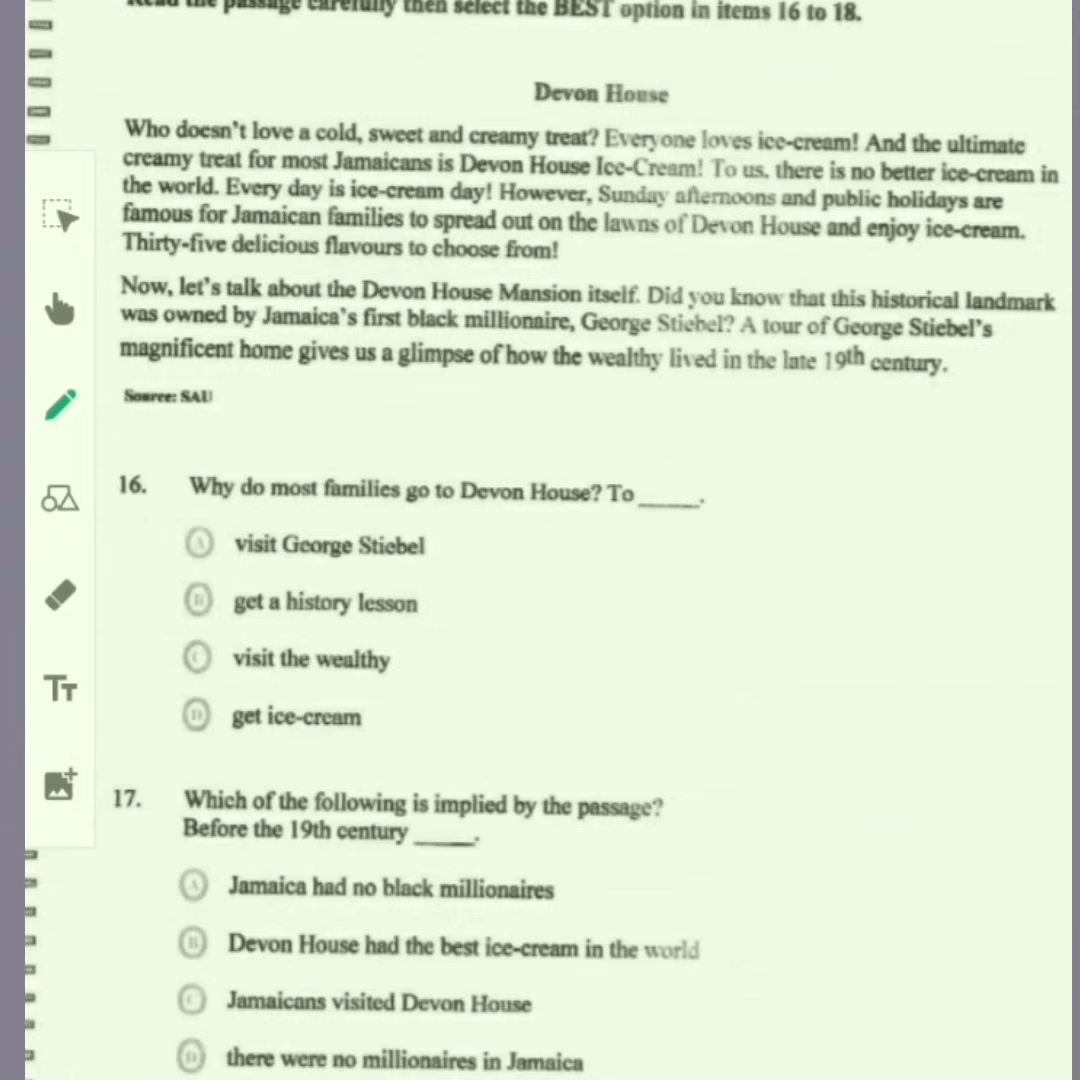 Read the passage carefully then select the BEST option in items 16 to 18.
Devon House
Who doesn't love a cold, sweet and creamy treat? Everyone loves ice-cream! And the ultimate
creamy treat for most Jamaicans is Devon House Ice-Cream! To us, there is no better ice-cream in
the world. Every day is ice-cream day! However, Sunday afternoons and public holidays are
famous for Jamaican families to spread out on the lawns of Devon House and enjoy ice-cream.
Thirty-five delicious flavours to choose from!
Now, let's talk about the Devon House Mansion itself. Did you know that this historical landmark
was owned by Jamaica's first black millionaire, George Stiebel? A tour of George Stiebel's
magnificent home gives us a glimpse of how the wealthy lived in the late 19th century.
Source: SAU
16. Why do most families go to Devon House? To _____.
A visit George Stiebel
B get a history lesson
C visit the wealthy
D get ice-cream
17. Which of the following is implied by the passage?
Before the 19th century _____.
A Jamaica had no black millionaires
B Devon House had the best ice-cream in the world
C Jamaicans visited Devon House
D there were no millionaires in Jamaica
TT